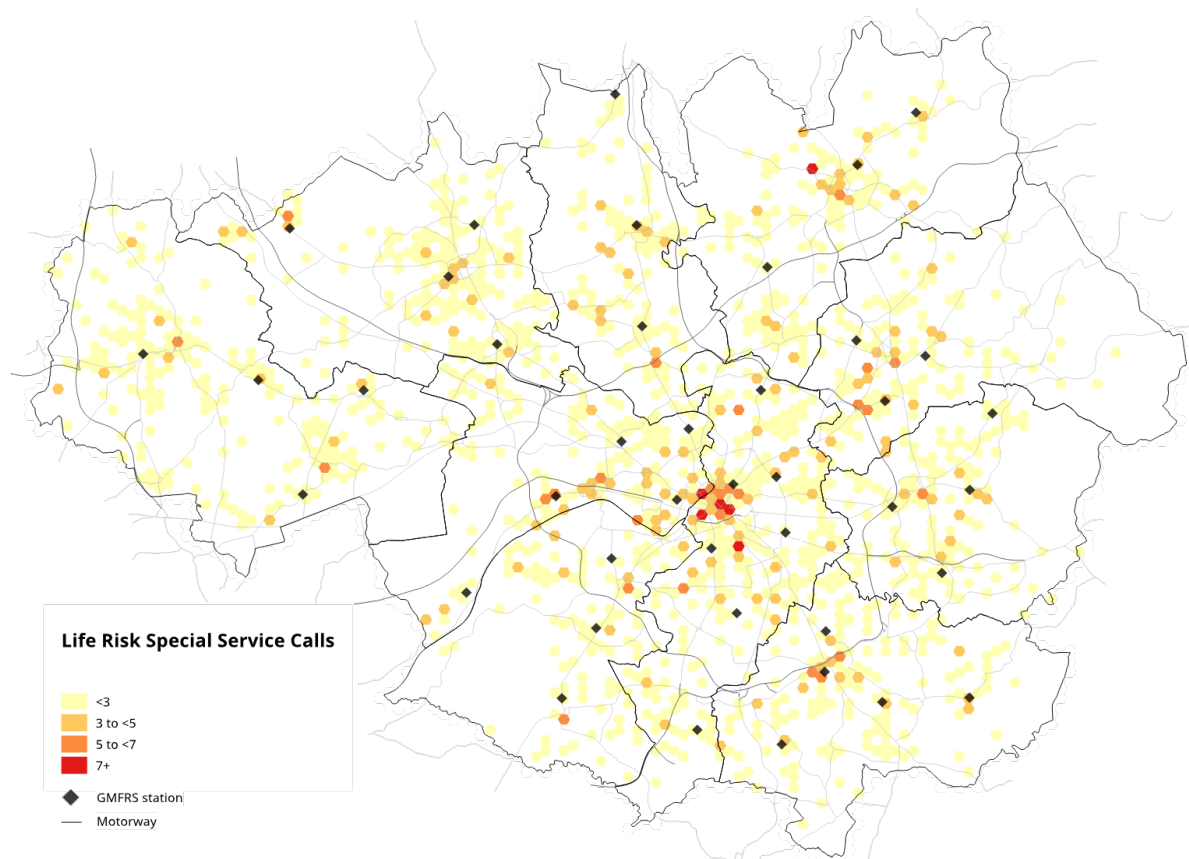 Life Risk Special Service Calls
<3
3 to <5
5 to <7
7+
GMFRS station
Motorway